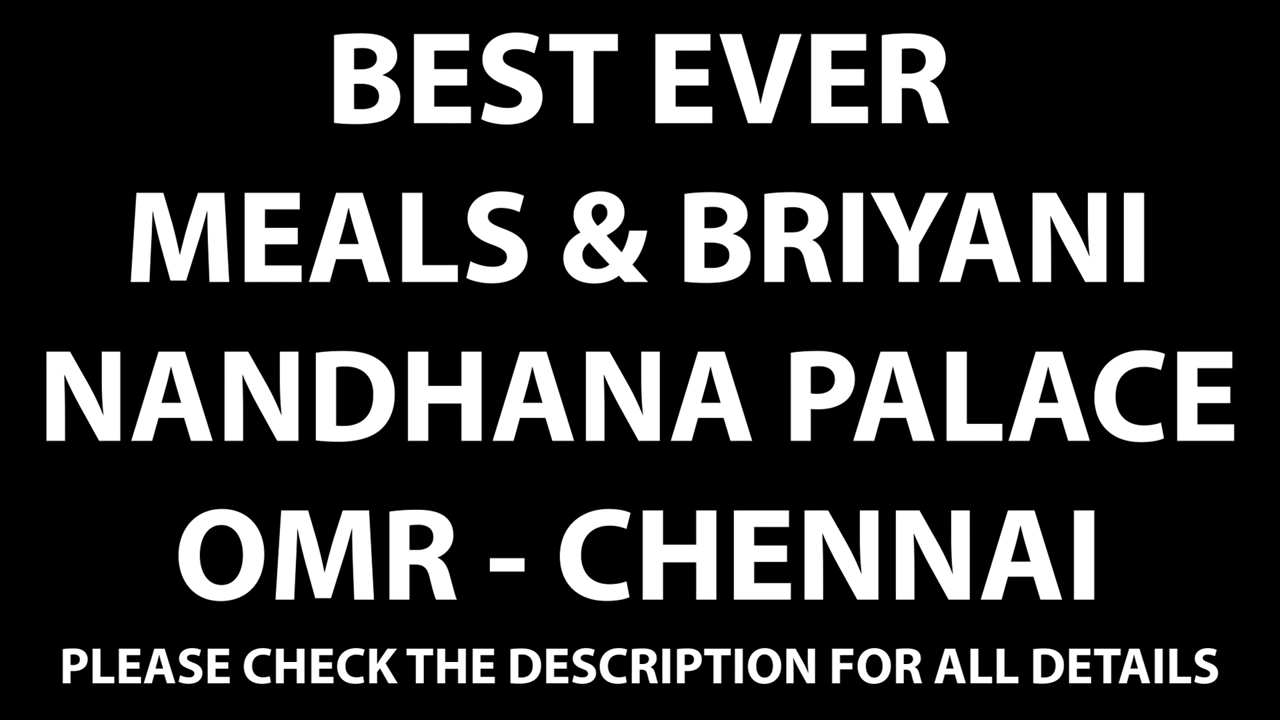 BEST EVER
MEALS & BRIYANI
NANDHANA PALACE
OMR - CHENNAI
PLEASE CHECK THE DESCRIPTION FOR ALL DETAILS